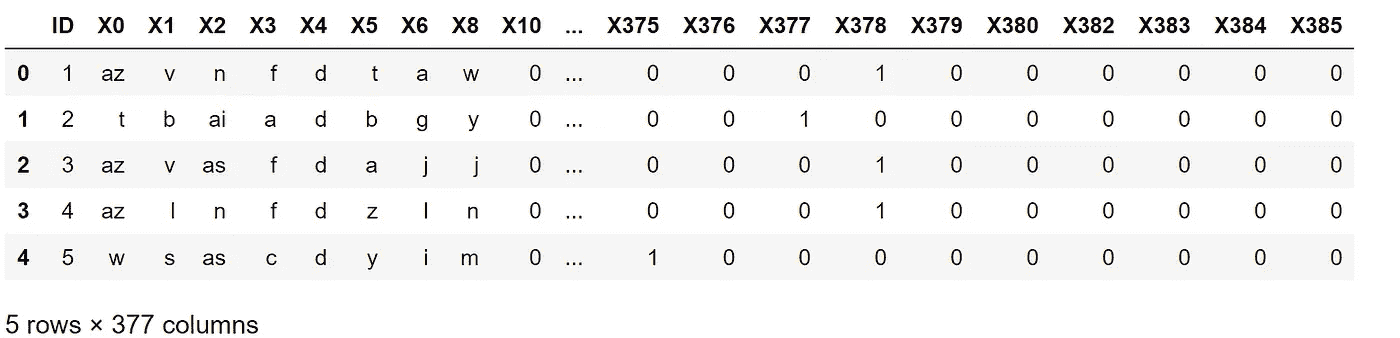 ID X0 X1 X2 X3 X4 X5 X6 X8 X10 ... X375 X376 X377 X378 X379 X380 X382 X383 X384 X385
0 1 az v n f d t a w 0 ... 0 0 0 1 0 0 0 0 0 0
1 2 t b ai a d b g y 0 ... 0 0 1 0 0 0 0 0 0 0
2 3 az v as f d a j j 0 ... 0 0 0 1 0 0 0 0 0 0
3 4 az l n f d z l n 0 ... 0 0 0 1 0 0 0 0 0 0
4 5 w s as c d y i m 0 ... 1 0 0 0 0 0 0 0 0 0
5 rows × 377 columns